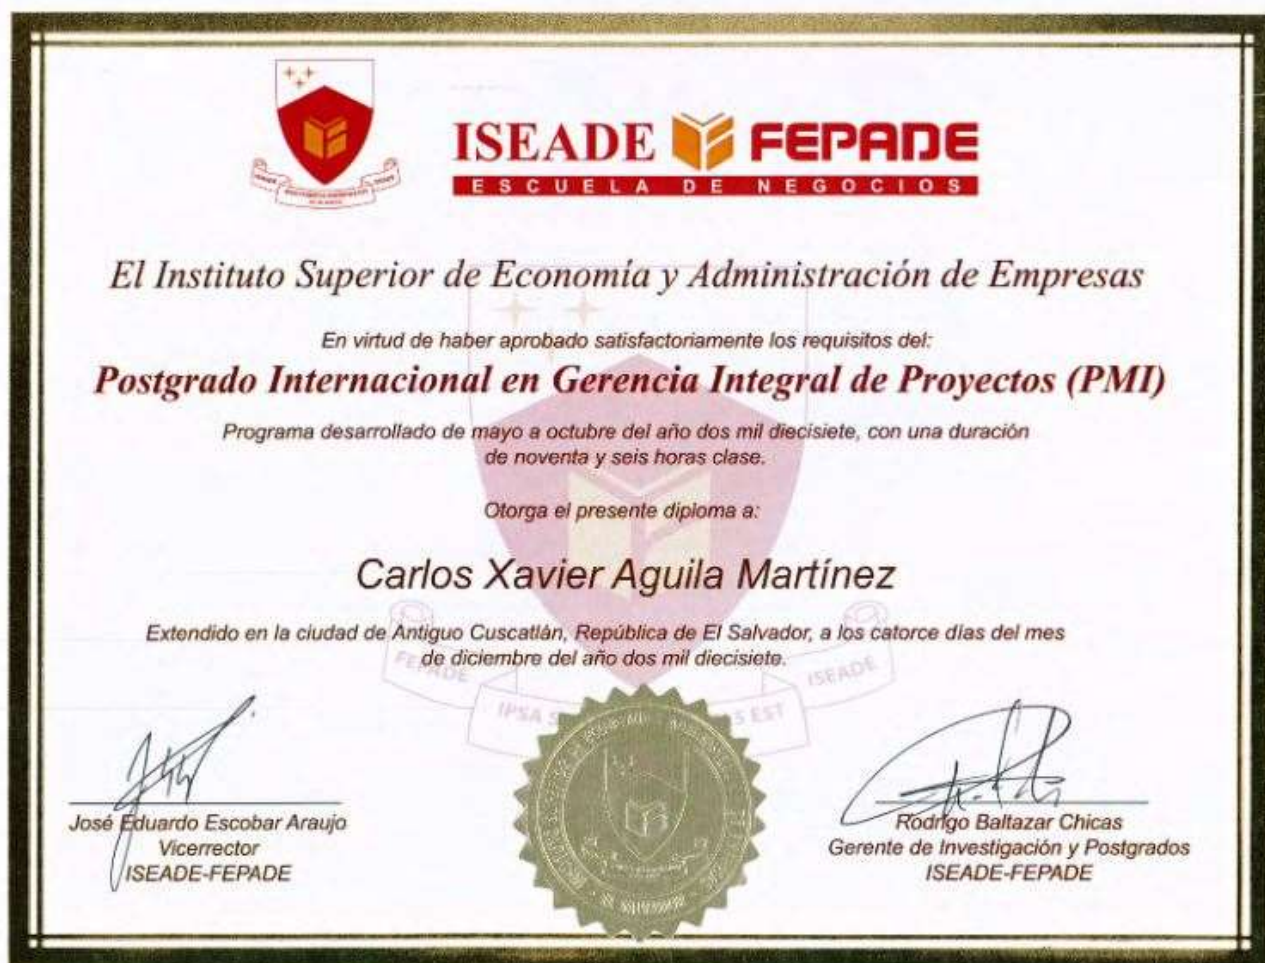 ISEADE FEPADE
ESCUELA DE NEGOCIOS
El Instituto Superior de Economía y Administración de Empresas
En virtud de haber aprobado satisfactoriamente los requisitos del:
Postgrado Internacional en Gerencia Integral de Proyectos (PMI)
Programa desarrollado de mayo a octubre del año dos mil diecisiete, con una duración
de noventa y seis horas clase.
Otorga el presente diploma a:
Carlos Xavier Aguila Martínez
Extendido en la ciudad de Antiguo Cuscatlán, República de El Salvador, a los catorce días del mes
de diciembre del año dos mil diecisiete.
FEPADE
ISEADE
IPSA
EST
José Eduardo Escobar Araujo
Vicerrector
ISEADE-FEPADE
Rodrigo Baltazar Chicas
Gerente de Investigación y Postgrados
ISEADE-FEPADE